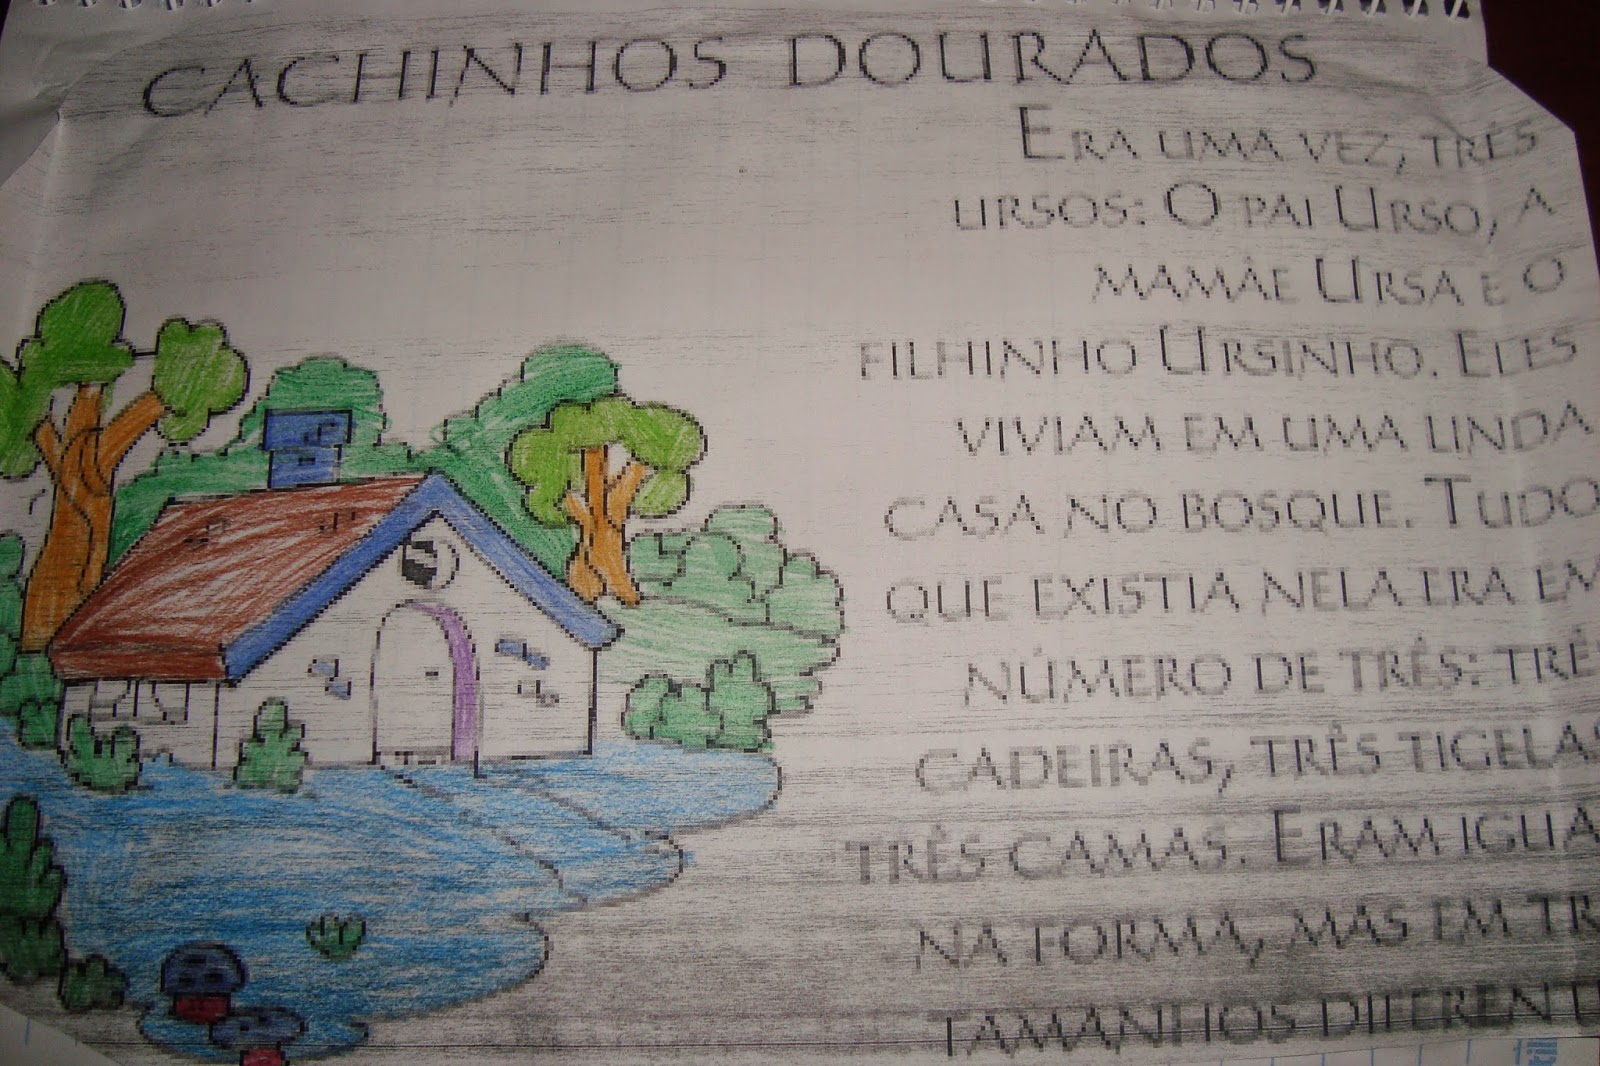 CACHINHOS DOURADOS
ERA UMA VEZ, TRÊS
URSOS: O PAI URSO, A
MAMÃE URSA E O
FILHINHO URSINHO. ELES
VIVIAM EM UMA LINDA
CASA NO BOSQUE. TUDO
QUE EXISTIA NELA ERA EM
NÚMERO DE TRÊS: TRÊ
CADEIRAS, TRÊS TIGELAS
TRÊS CAMAS. ERAM IGUA
NA FORMA, MAS EM TR
TAMANHOS DIFERENT